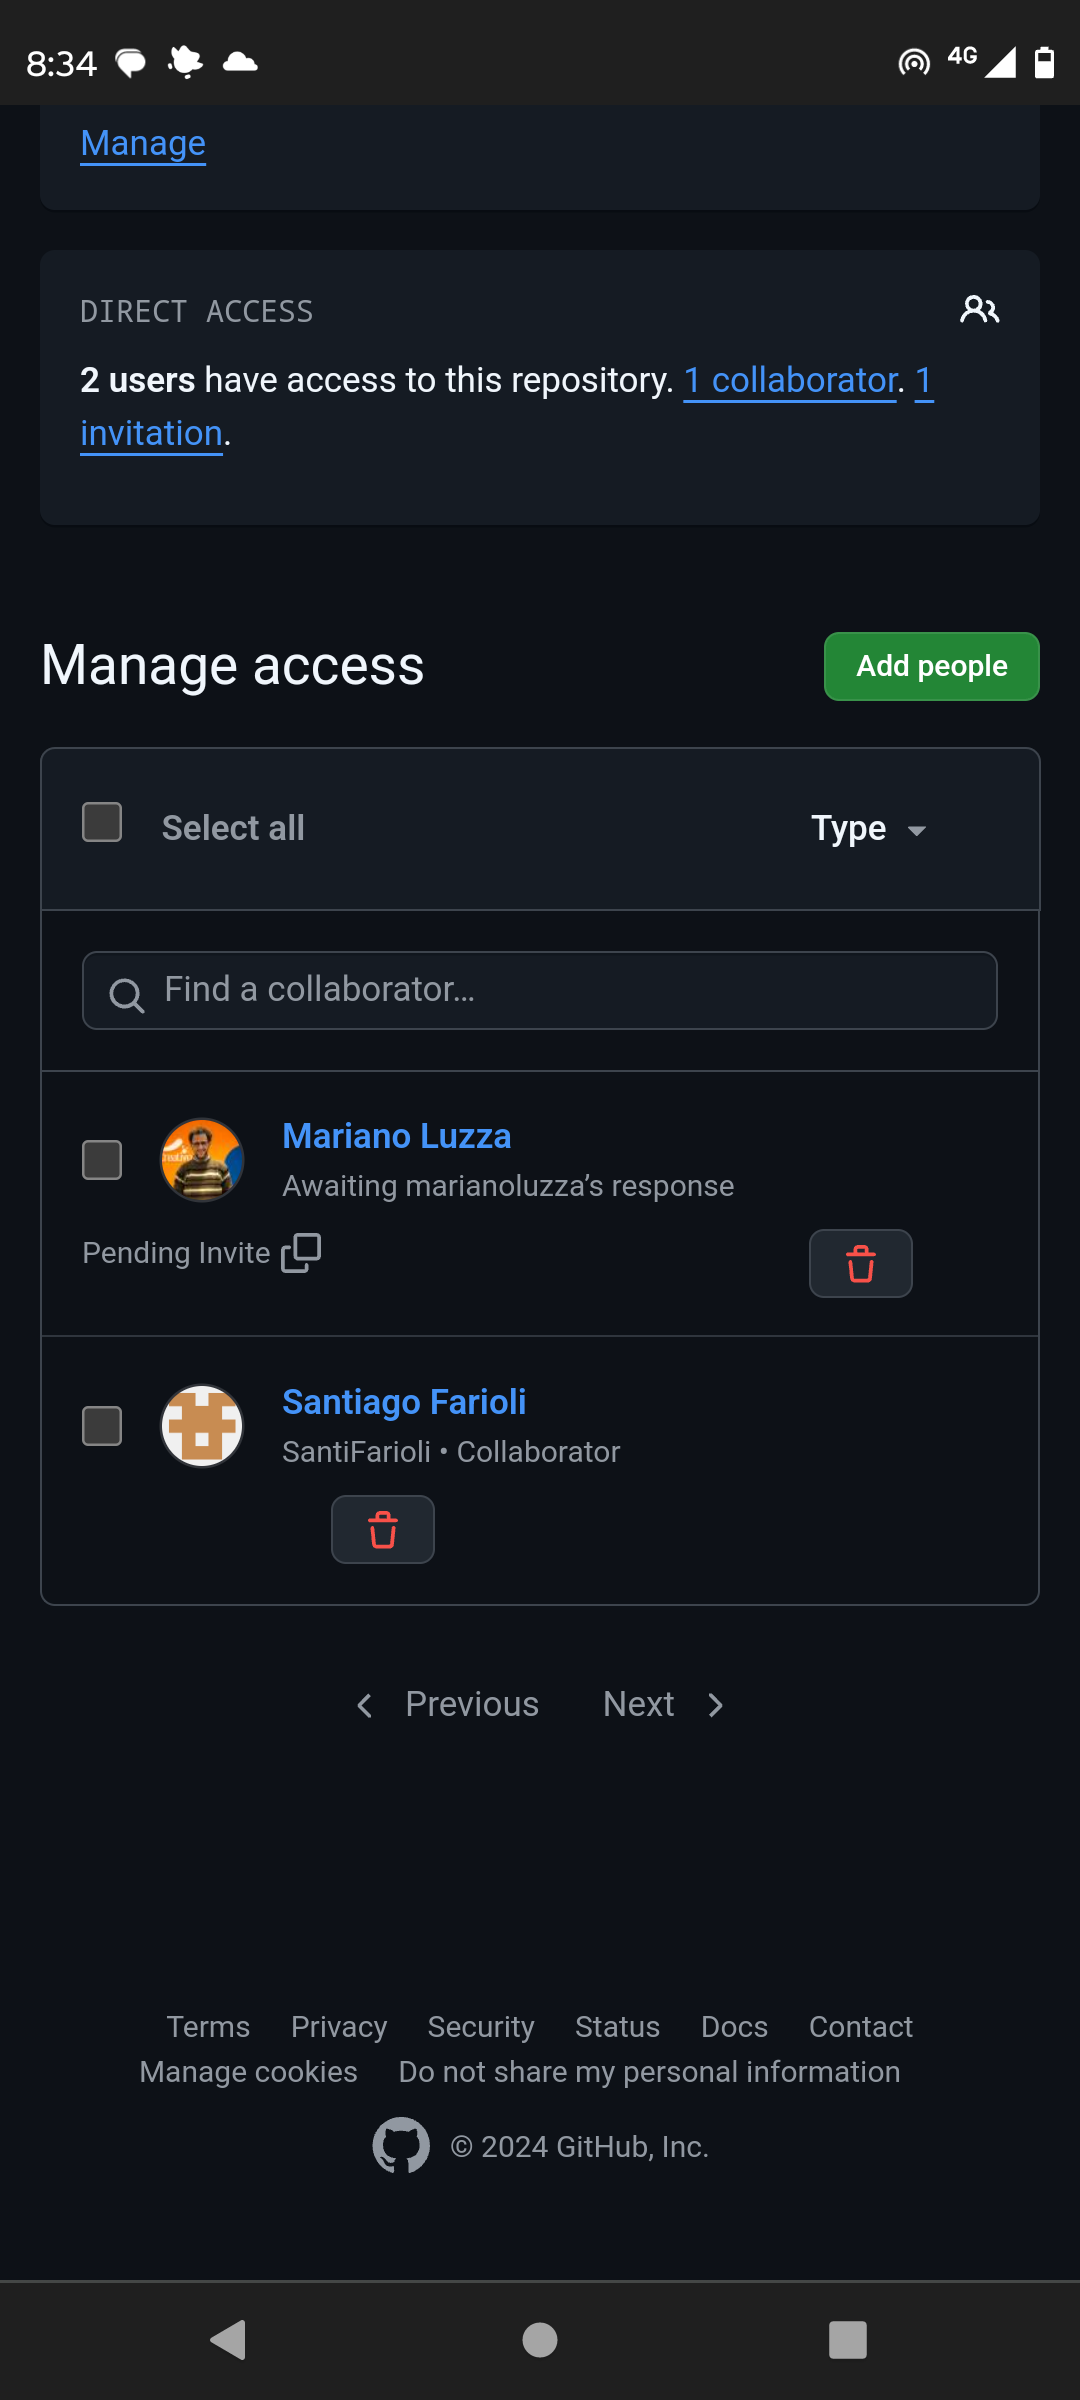 8:34
4G
Manage
DIRECT ACCESS
2 users have access to this repository. 1 collaborator. 1
invitation.
Manage access
Add people
Select all
Type
Find a collaborator…
Mariano Luzza
Awaiting marianoluzza’s response
Pending Invite
Santiago Farioli
SantiFarioli • Collaborator
Previous Next
Terms Privacy Security Status Docs Contact
Manage cookies Do not share my personal information
© 2024 GitHub, Inc.